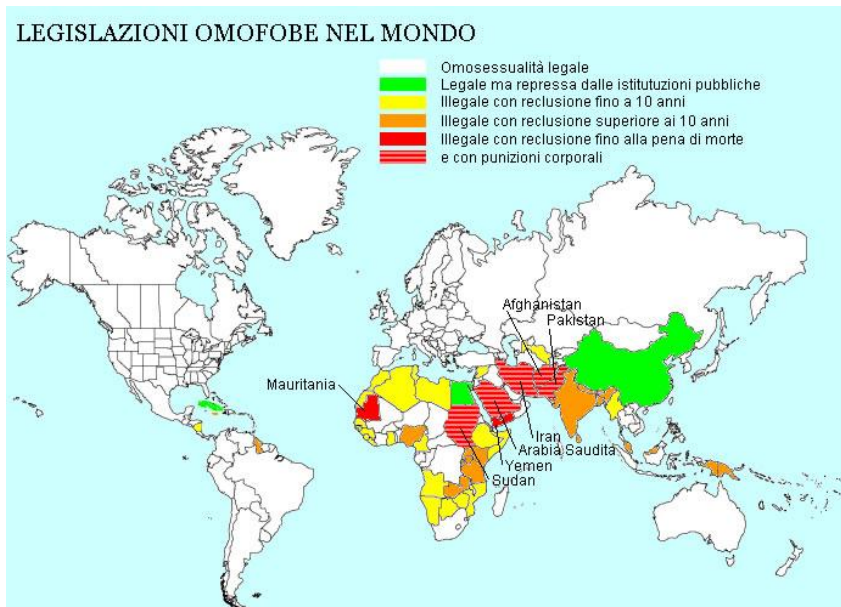 LEGISLAZIONI OMOFOBE NEL MONDO
Omosessualità legale
Legale ma repressa dalle istitutuzioni pubbliche
Illegale con reclusione fino a 10 anni
Illegale con reclusione superiore ai 10 anni
Illegale con reclusione fino alla pena di morte
e con punizioni corporali
Afghanistan
Pakistan
Mauritania
Iran
Arabia Saudita
Yemen
Sudan